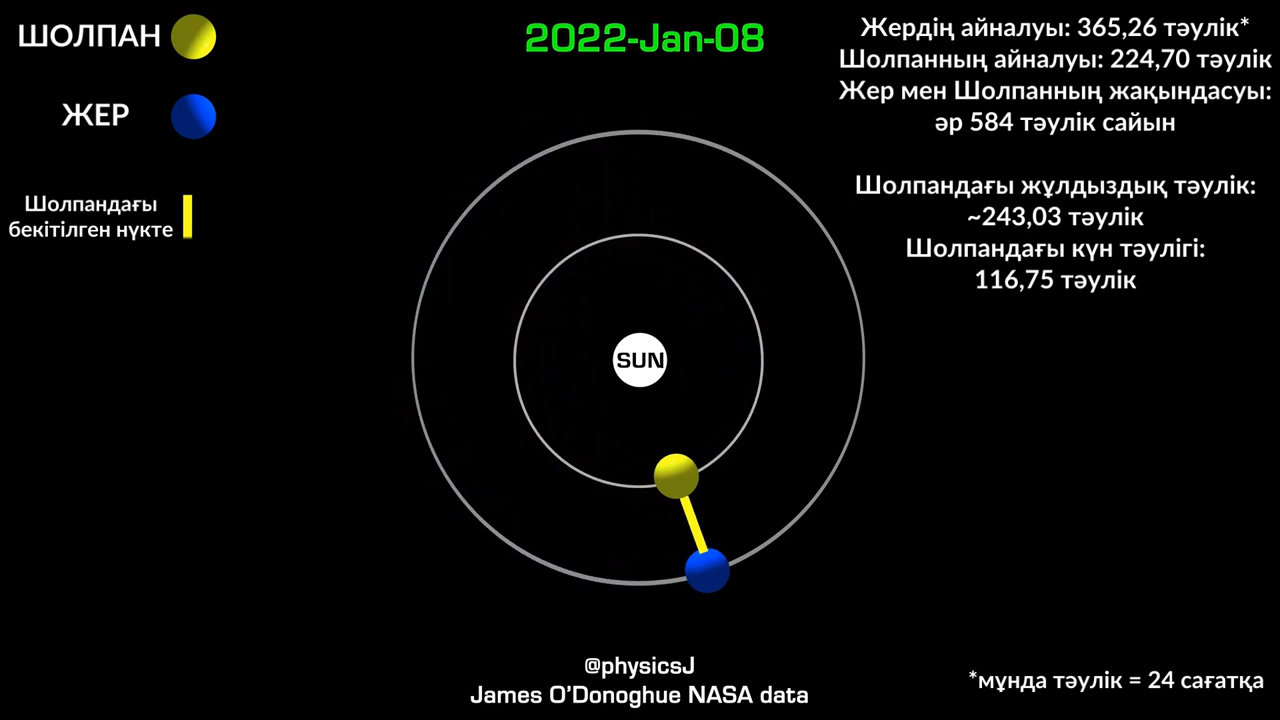 ШОЛПАН
ЖЕР
Шолпандағы
бекітілген нүкте
2022-Jan-08
Жердің айналуы: 365,26 тәулік*
Шолпанның айналуы: 224,70 тәулік
Жер мен Шолпанның жақындасуы:
әр 584 тәулік сайын
Шолпандағы жұлдыздық тәулік:
~243,03 тәулік
Шолпандағы күн тәулігі:
116,75 тәулік
SUN
@physicsJ
James O'Donoghue NASA data
*мұнда тәулік = 24 сағатқа